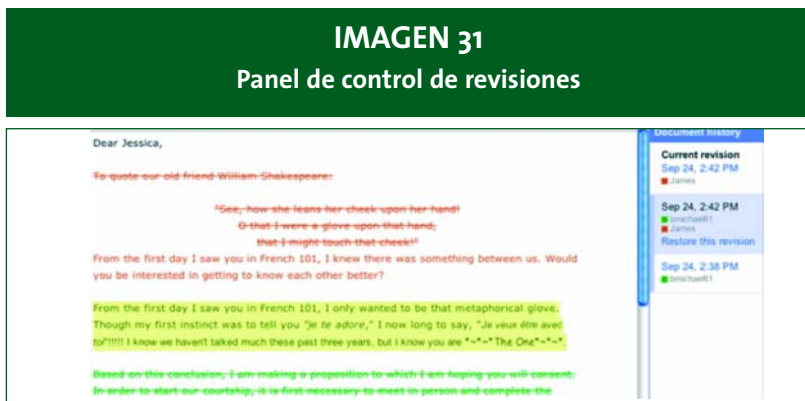 IMAGEN 31
Panel de control de revisiones
Dear Jessica,
To quote our old friend William Shakespeare:
"See, how she leans her cheek upon her hand!
O that I were a glove upon that hand,
that I might touch that cheek!"
From the first day I saw you in French 101, I knew there was something between us. Would
you be interested in getting to know each other better?
From the first day I saw you in French 101, I only wanted to be that metaphorical glove.
Though my first instinct was to tell you "je te adore," I now long to say, "Je veux être avec
toi"!!!!! I know we haven't talked much these past three years, but I know you are *~*~*The One*~*~*.
Based on this conclusion, I am making a proposition to which I am hoping you will consent.
In order to start our courtship, it is first necessary to meet in person and complete the
Document history
Current revision
Sep 24, 2:42 PM
James
Sep 24, 2:42 PM
bmichael61
James
Restore this revision
Sep 24, 2:38 PM
bmichael61